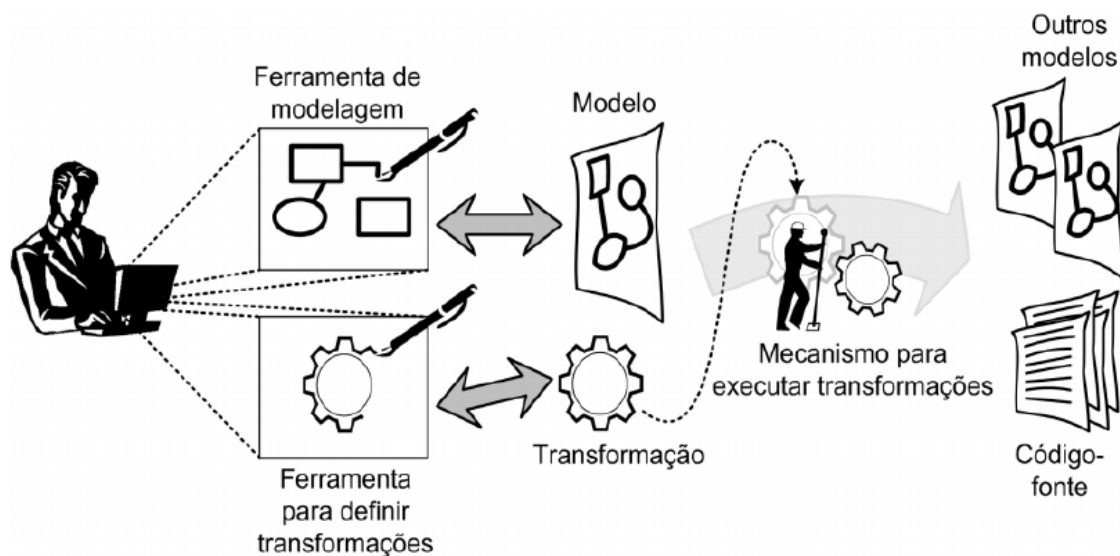 Ferramenta de
modelagem
Modelo
Outros
modelos
Mecanismo para
executar transformações
Transformação
Ferramenta
para definir
transformações
Código-
fonte